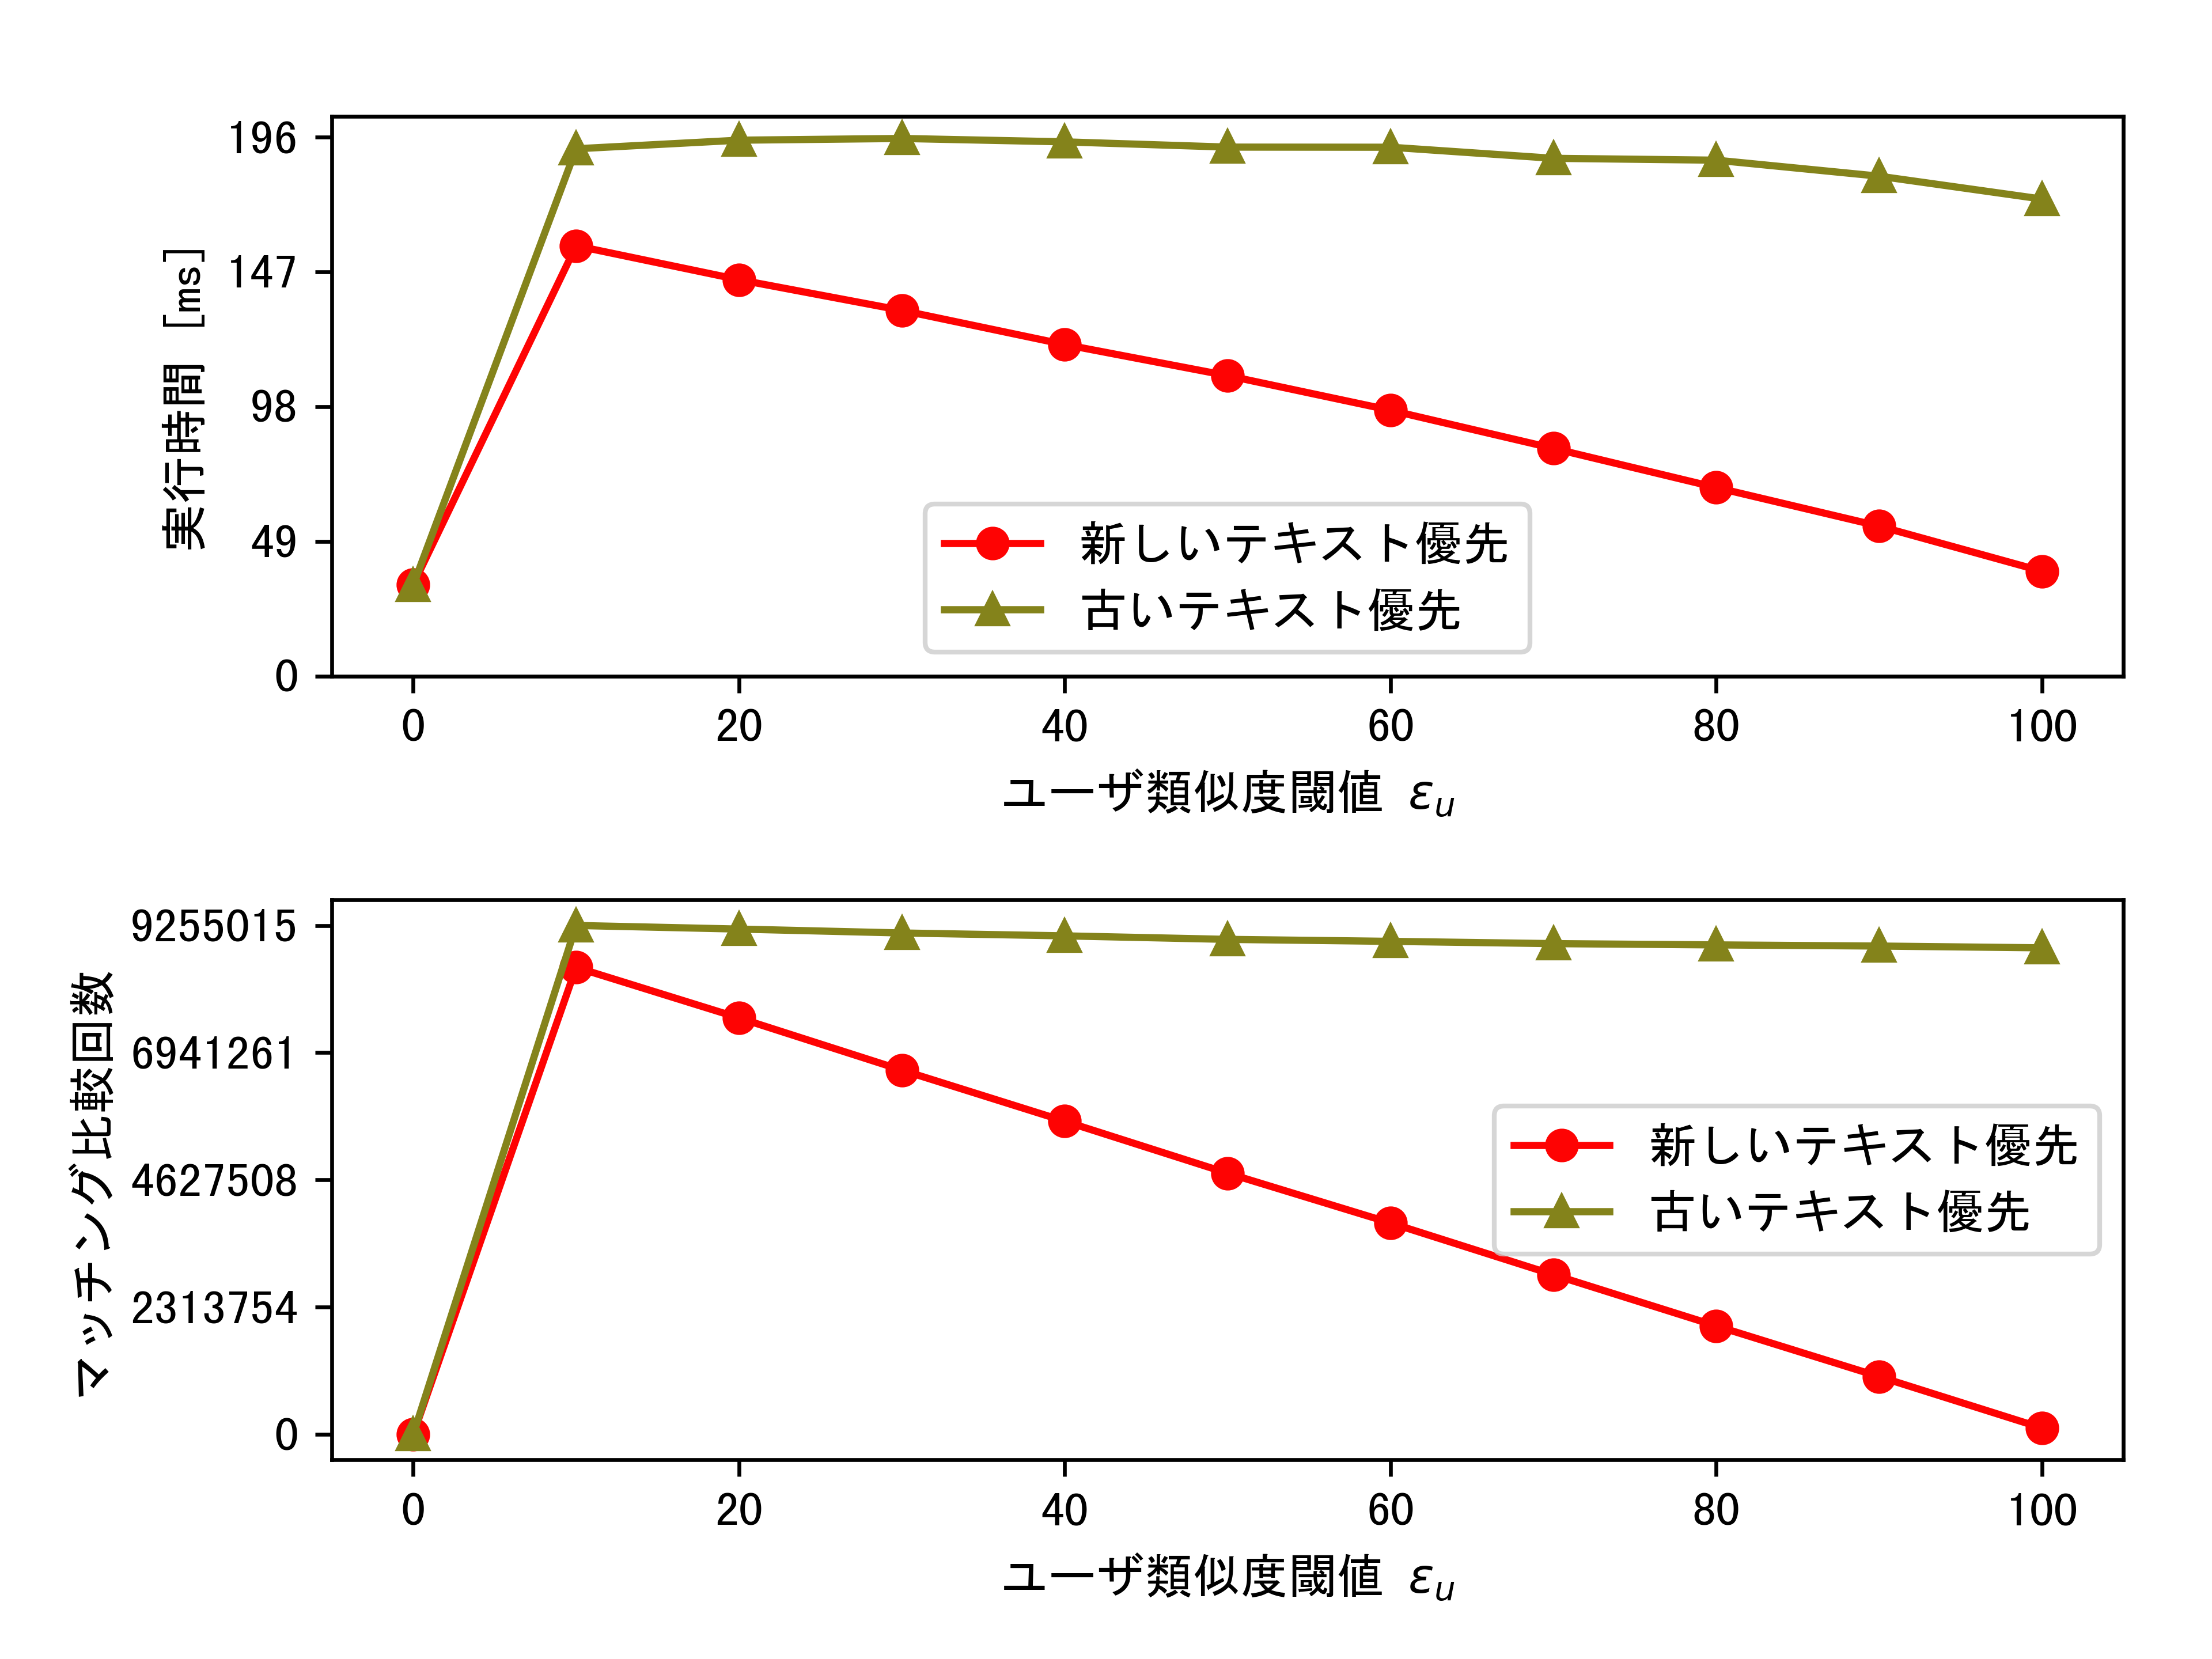 196
147
98
49
0
実行時間 [ms]
新しいテキスト優先
古いテキスト優先
0 20 40 60 80 100
ユーザ類似度閾値 εu
9255015
6941261
4627508
2313754
0
マッチング比較回数
新しいテキスト優先
古いテキスト優先
0 20 40 60 80 100
ユーザ類似度閾値 εu